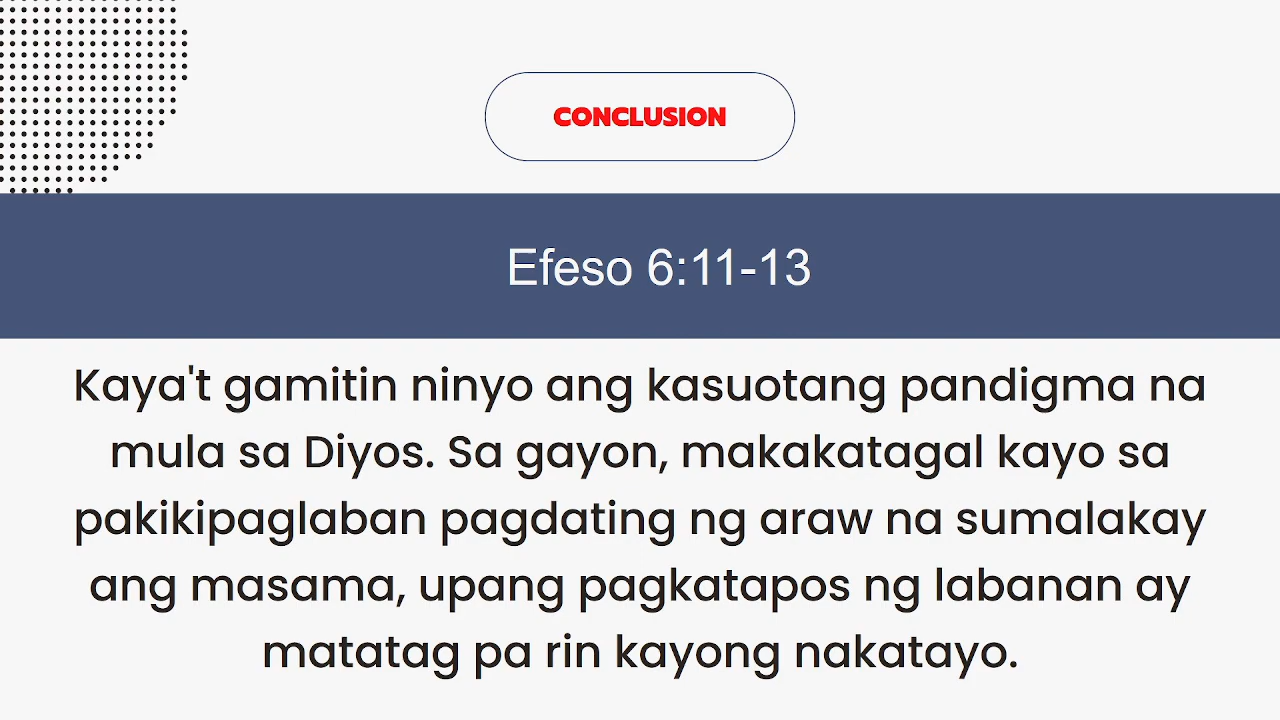 CONCLUSION
Efeso 6:11-13
Kaya't gamitin ninyo ang kasuotang pandigma na
mula sa Diyos. Sa gayon, makakatagal kayo sa
pakikipaglaban pagdating ng araw na sumalakay
ang masama, upang pagkatapos ng labanan ay
matatag pa rin kayong nakatayo.